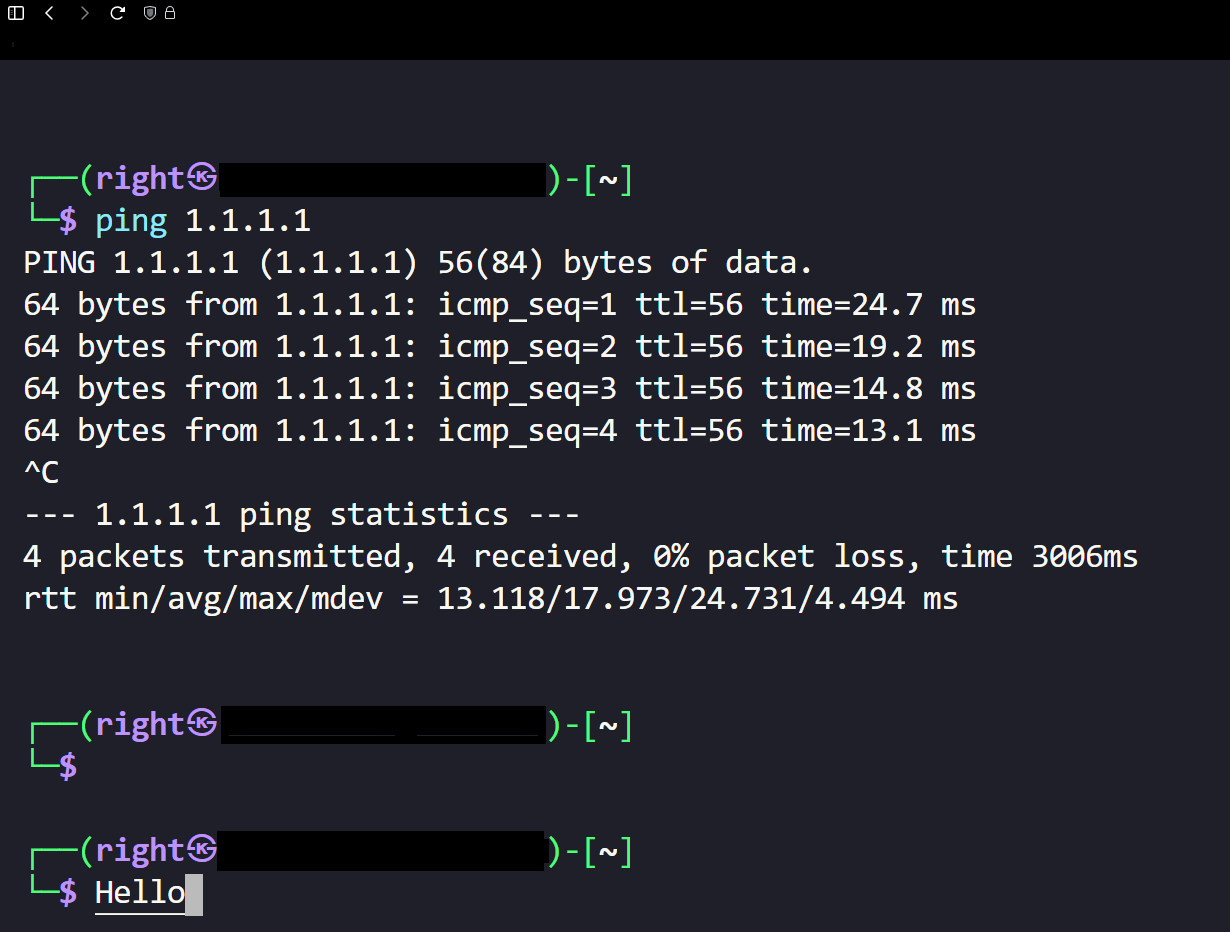 ┌──(right㉿)-[~]
└─$ ping 1.1.1.1
PING 1.1.1.1 (1.1.1.1) 56(84) bytes of data.
64 bytes from 1.1.1.1: icmp_seq=1 ttl=56 time=24.7 ms
64 bytes from 1.1.1.1: icmp_seq=2 ttl=56 time=19.2 ms
64 bytes from 1.1.1.1: icmp_seq=3 ttl=56 time=14.8 ms
64 bytes from 1.1.1.1: icmp_seq=4 ttl=56 time=13.1 ms
^C
--- 1.1.1.1 ping statistics ---
4 packets transmitted, 4 received, 0% packet loss, time 3006ms
rtt min/avg/max/mdev = 13.118/17.973/24.731/4.494 ms
┌──(right㉿)-[~]
└─$
┌──(right㉿)-[~]
└─$ Hello